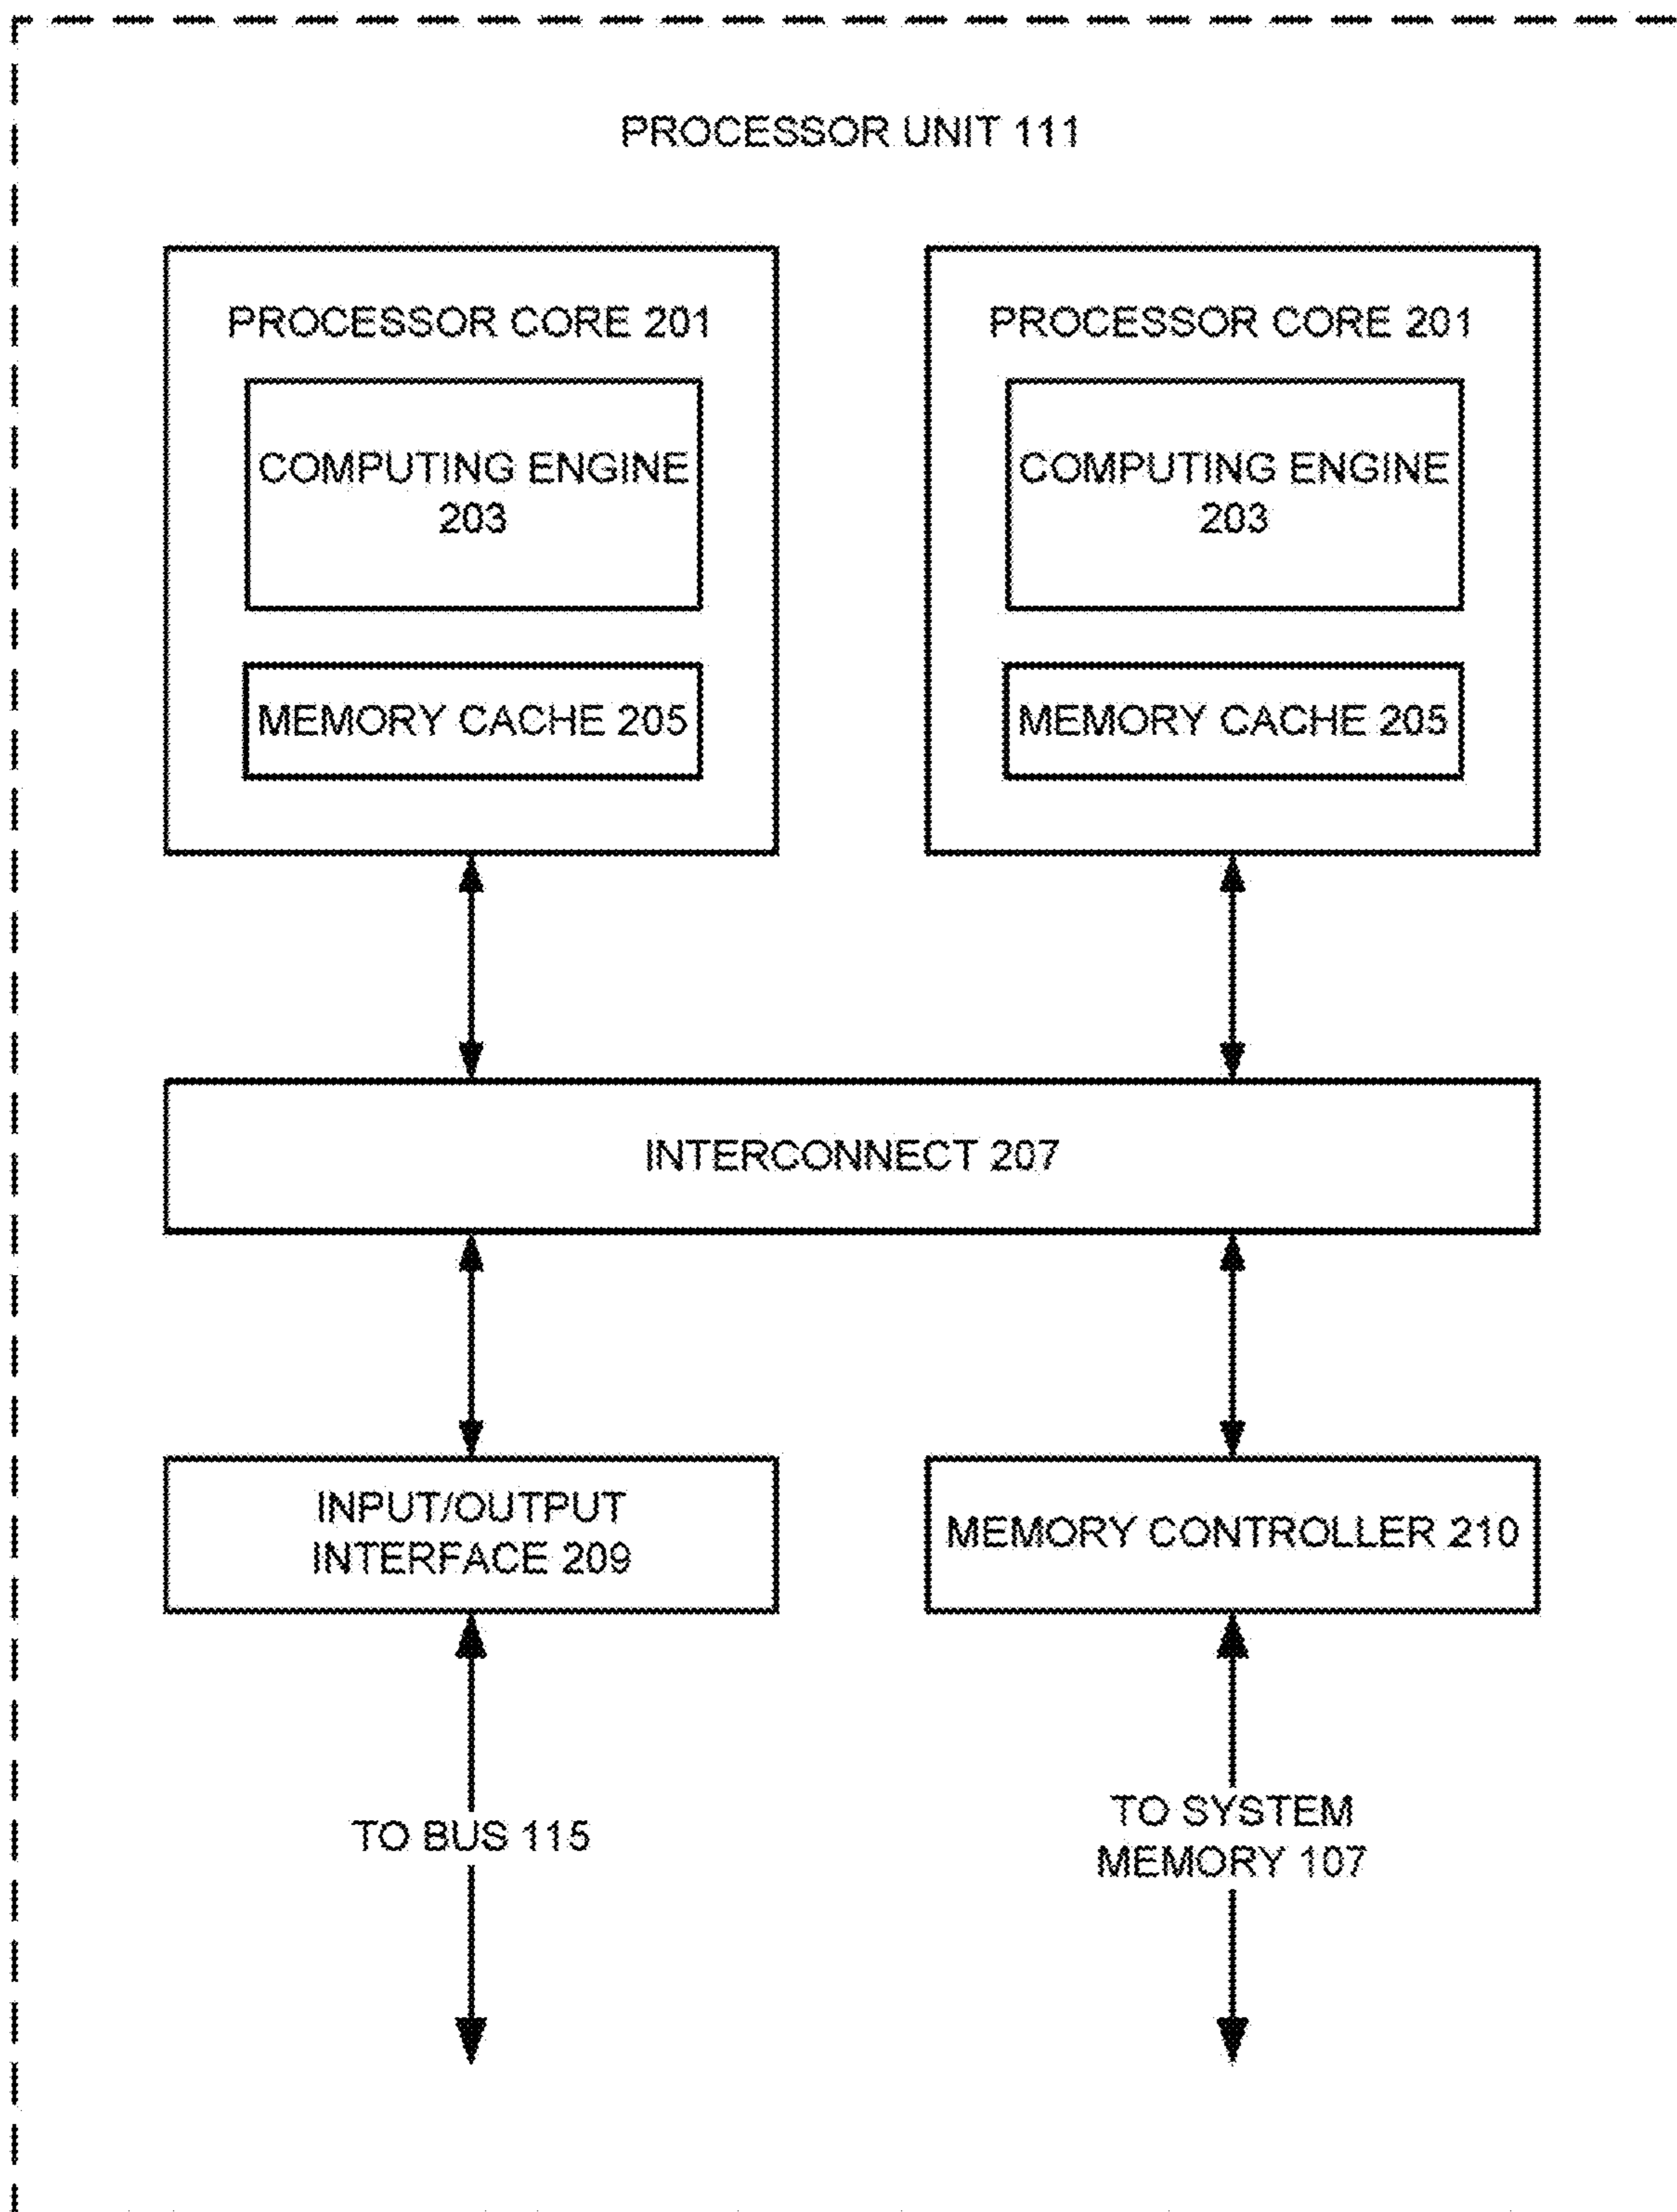 PROCESSOR UNIT 111
PROCESSOR CORE 201
COMPUTING ENGINE
203
MEMORY CACHE 205
PROCESSOR CORE 201
COMPUTING ENGINE
203
MEMORY CACHE 205
INTERCONNECT 207
INPUT/OUTPUT
INTERFACE 209
MEMORY CONTROLLER 210
TO BUS 115
TO SYSTEM
MEMORY 107